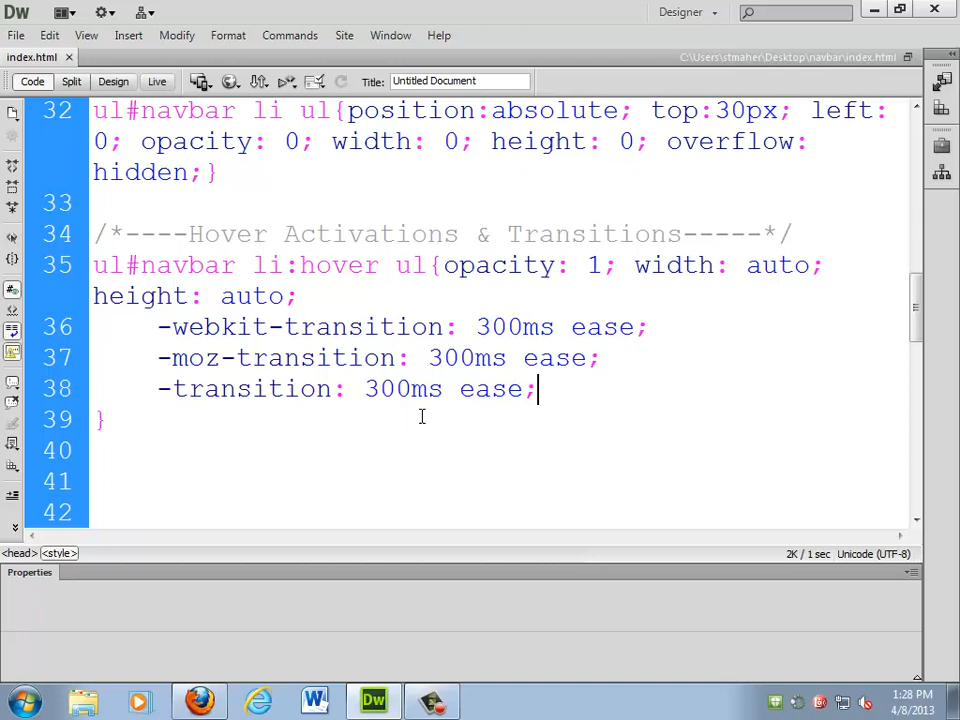 Dw
Designer
File Edit View Insert Modify Format Commands Site Window Help
index.html
C:\Users\stmaher\Desktop\navbar\index.html
Code Split Design Live Title: Untitled Document
32 ul#navbar li ul{position:absolute; top:30px; left:
0; opacity: 0; width: 0; height: 0; overflow:
hidden;}
33
34 /*----Hover Activations & Transitions-----*/
35 ul#navbar li:hover ul{opacity: 1; width: auto;
height: auto;
36 -webkit-transition: 300ms ease;
37 -moz-transition: 300ms ease;
38 -transition: 300ms ease;
39 }
40
41
42
<head> <style> 2K / 1 sec Unicode (UTF-8)
Properties
W Dw
1:28 PM
4/8/2013